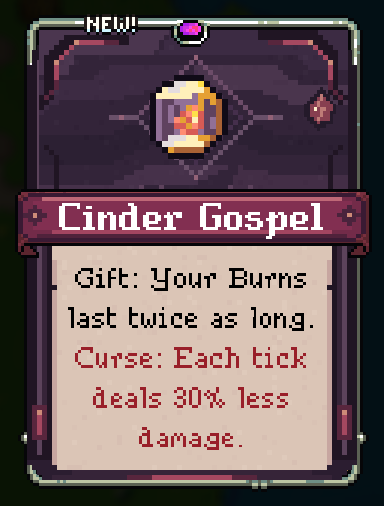 NEW!
Cinder Gospel
Gift: Your Burns
last twice as long.
Curse: Each tick
deals 30% less
damage.